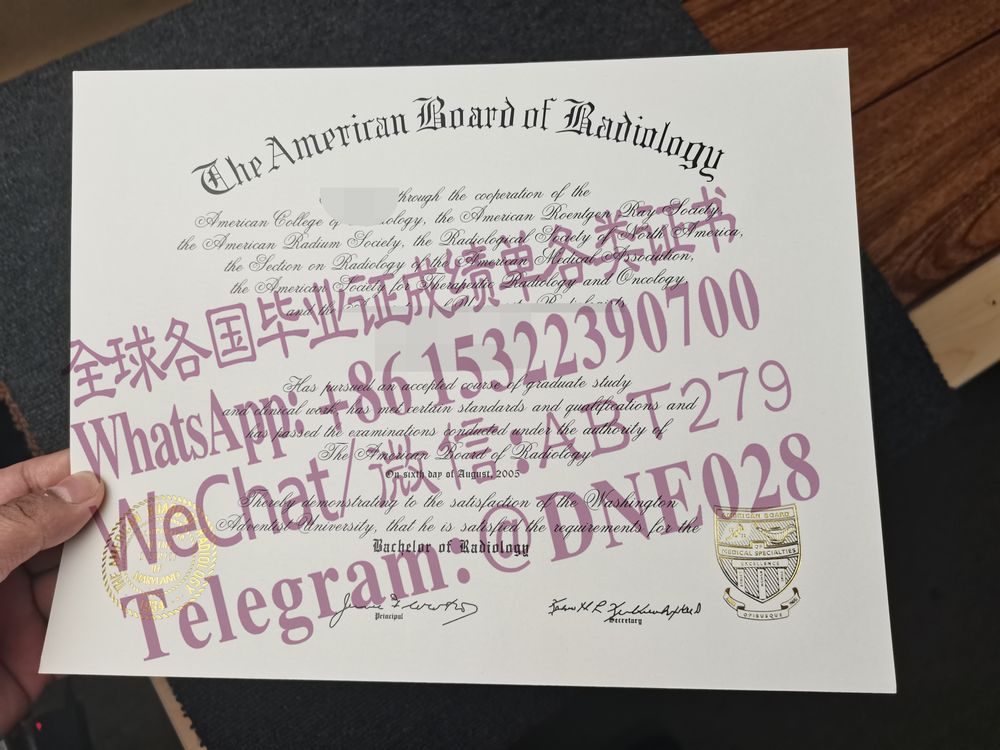 The American Board of Radiology
through the cooperation of the
American College of ology, the American Roentgen Ray Society,
the American Radium Society, the Radiological Society of North America,
the Section on Radiology of the American Medical Association,
the American Society for Therapeutic Radiology and Oncology,
and the
全球各国毕业证成绩单各类证书
WhatsApp: +86 15322390700
Has pursued an accepted course of graduate study
and clinical work, has met certain standards and qualifications and
has passed the examinations conducted under the authority of
The American Board of Radiology
On sixth day of August, 2005
WeChat/微信:ABT279
Thereby demonstrating to the satisfaction of the Washington
Adventist University, that he is satisfied the requirements for the
Bachelor of Radiology
Telegram:@DNE028
AMERICAN BOARD
OF
MEDICAL SPECIALTIES
EXCELLENCE
OPIBUSQUE
Principal
Secretary